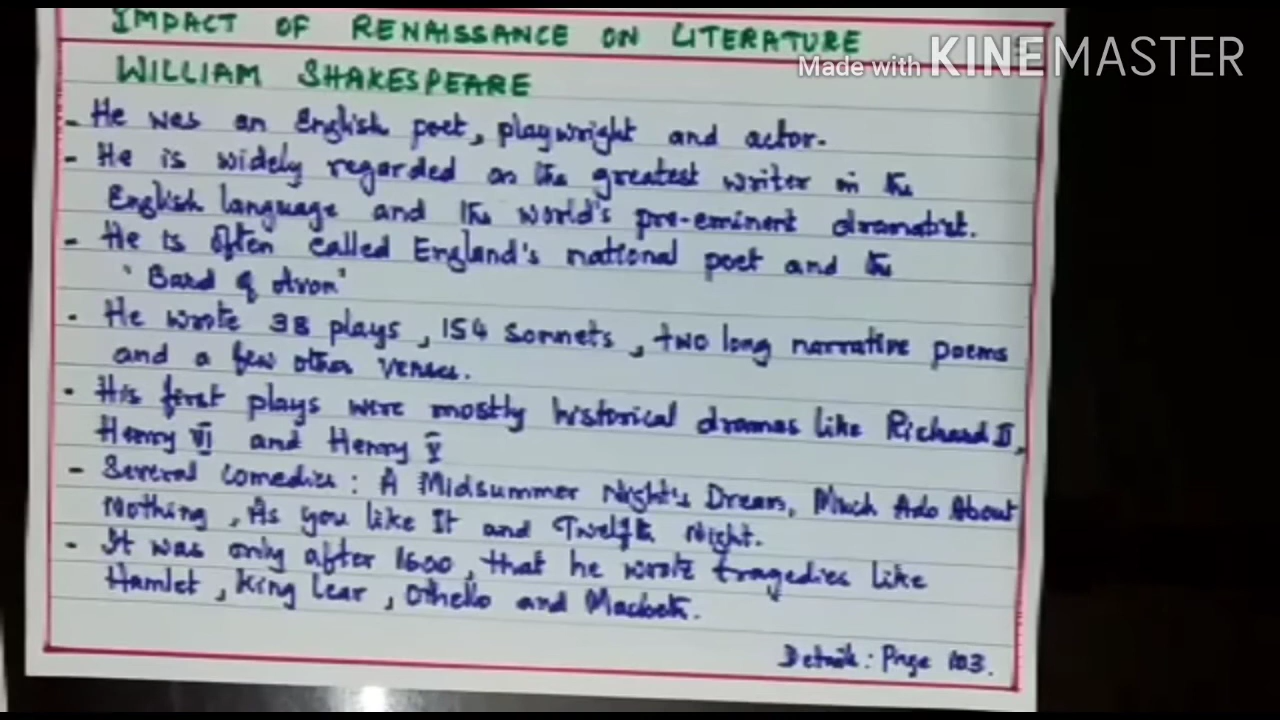 IMPACT OF RENAISSANCE ON LITERATURE
Made with KINEMASTER
WILLIAM SHAKESPEARE
- He was an English poet, playwright and actor.
- He is widely regarded as the greatest writer in the
English language and the world's pre-eminent dramatist.
- He is often called England's national poet and the
'Bard of Avon'
- He wrote 38 plays, 154 sonnets, two long narrative poems
and a few other verses.
- His first plays were mostly historical dramas like Richard II,
Henry VI and Henry V
- Several comedies: A Midsummer Night's Dream, Much Ado About
Nothing, As you like It and Twelfth Night.
- It was only after 1600, that he wrote tragedies like
Hamlet, King Lear, Othello and Macbeth.
Details: Page 103.